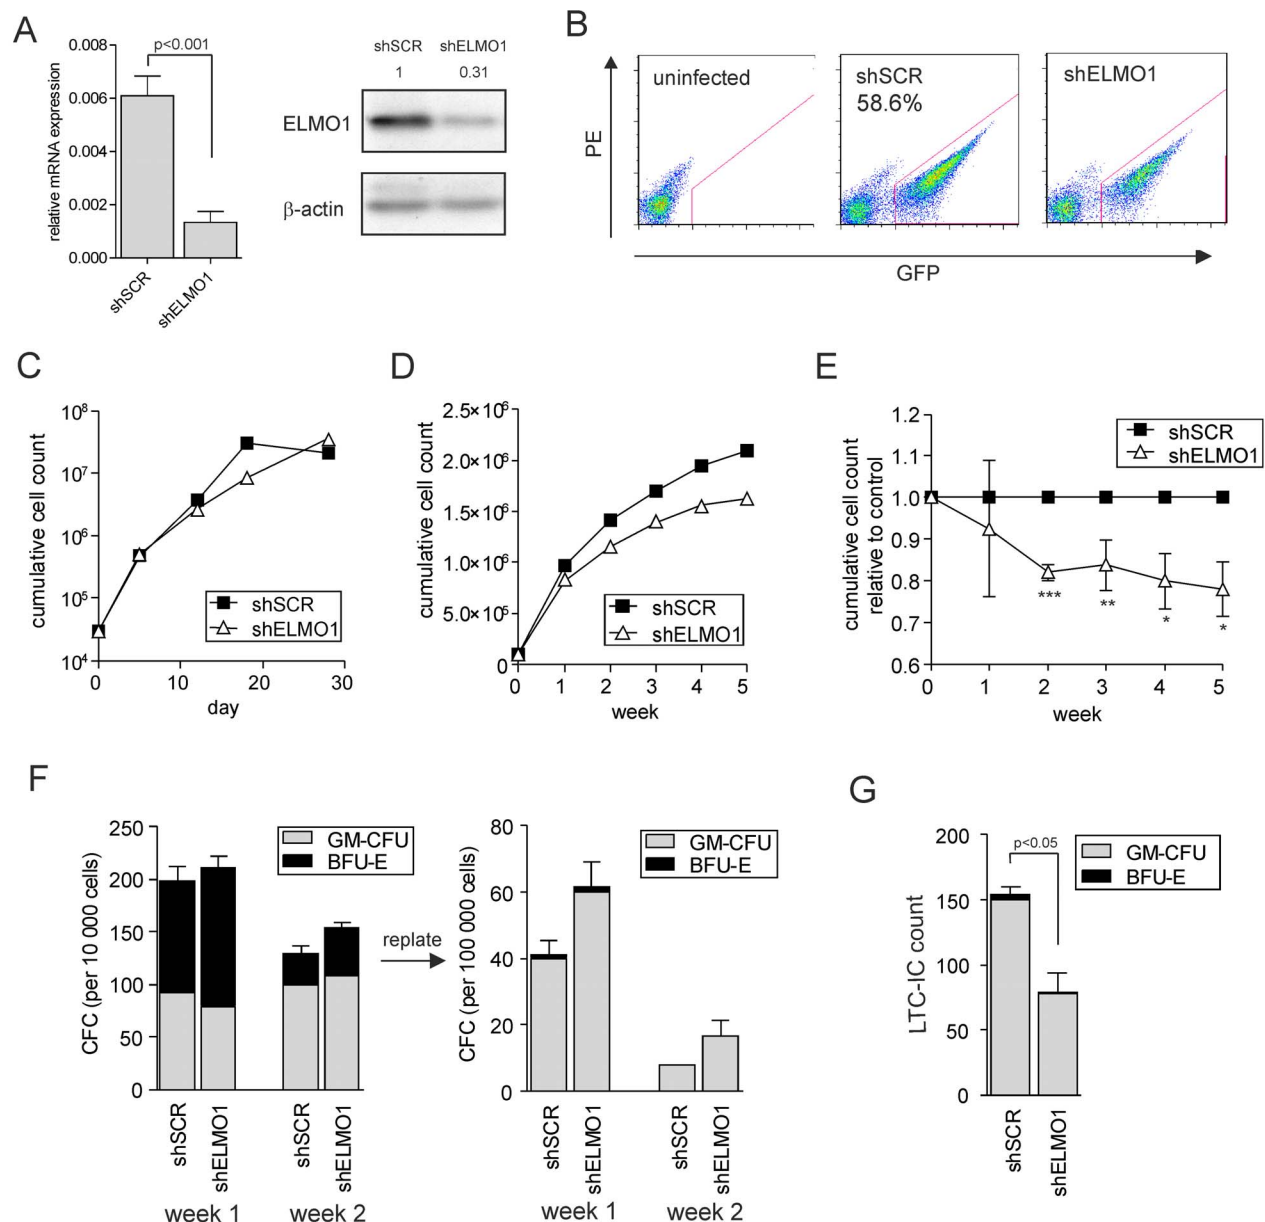 A
relative mRNA expression
0.008
0.006
0.004
0.002
0.000
p<0.001
shSCR
shELMO1
shSCR shELMO1
1 0.31
ELMO1
β-actin
B
PE
uninfected
shSCR
58.6%
shELMO1
GFP
C
cumulative cell count
10⁸
10⁷
10⁶
10⁵
10⁴
shSCR
shELMO1
0 10 20 30
day
D
cumulative cell count
2.5×10⁶
2.0×10⁶
1.5×10⁶
1.0×10⁶
5.0×10⁵
0
shSCR
shELMO1
0 1 2 3 4 5
week
E
cumulative cell count
relative to control
1.2
1.1
1.0
0.9
0.8
0.7
0.6
shSCR
shELMO1
***
**
*
*
0 1 2 3 4 5
week
F
CFC (per 10 000 cells)
250
200
150
100
50
0
GM-CFU
BFU-E
shSCR
shELMO1
shSCR
shELMO1
week 1 week 2
replate
CFC (per 100 000 cells)
80
60
40
20
0
GM-CFU
BFU-E
shSCR
shELMO1
shSCR
shELMO1
week 1 week 2
G
LTC-IC count
200
150
100
50
0
p<0.05
GM-CFU
BFU-E
shSCR
shELMO1